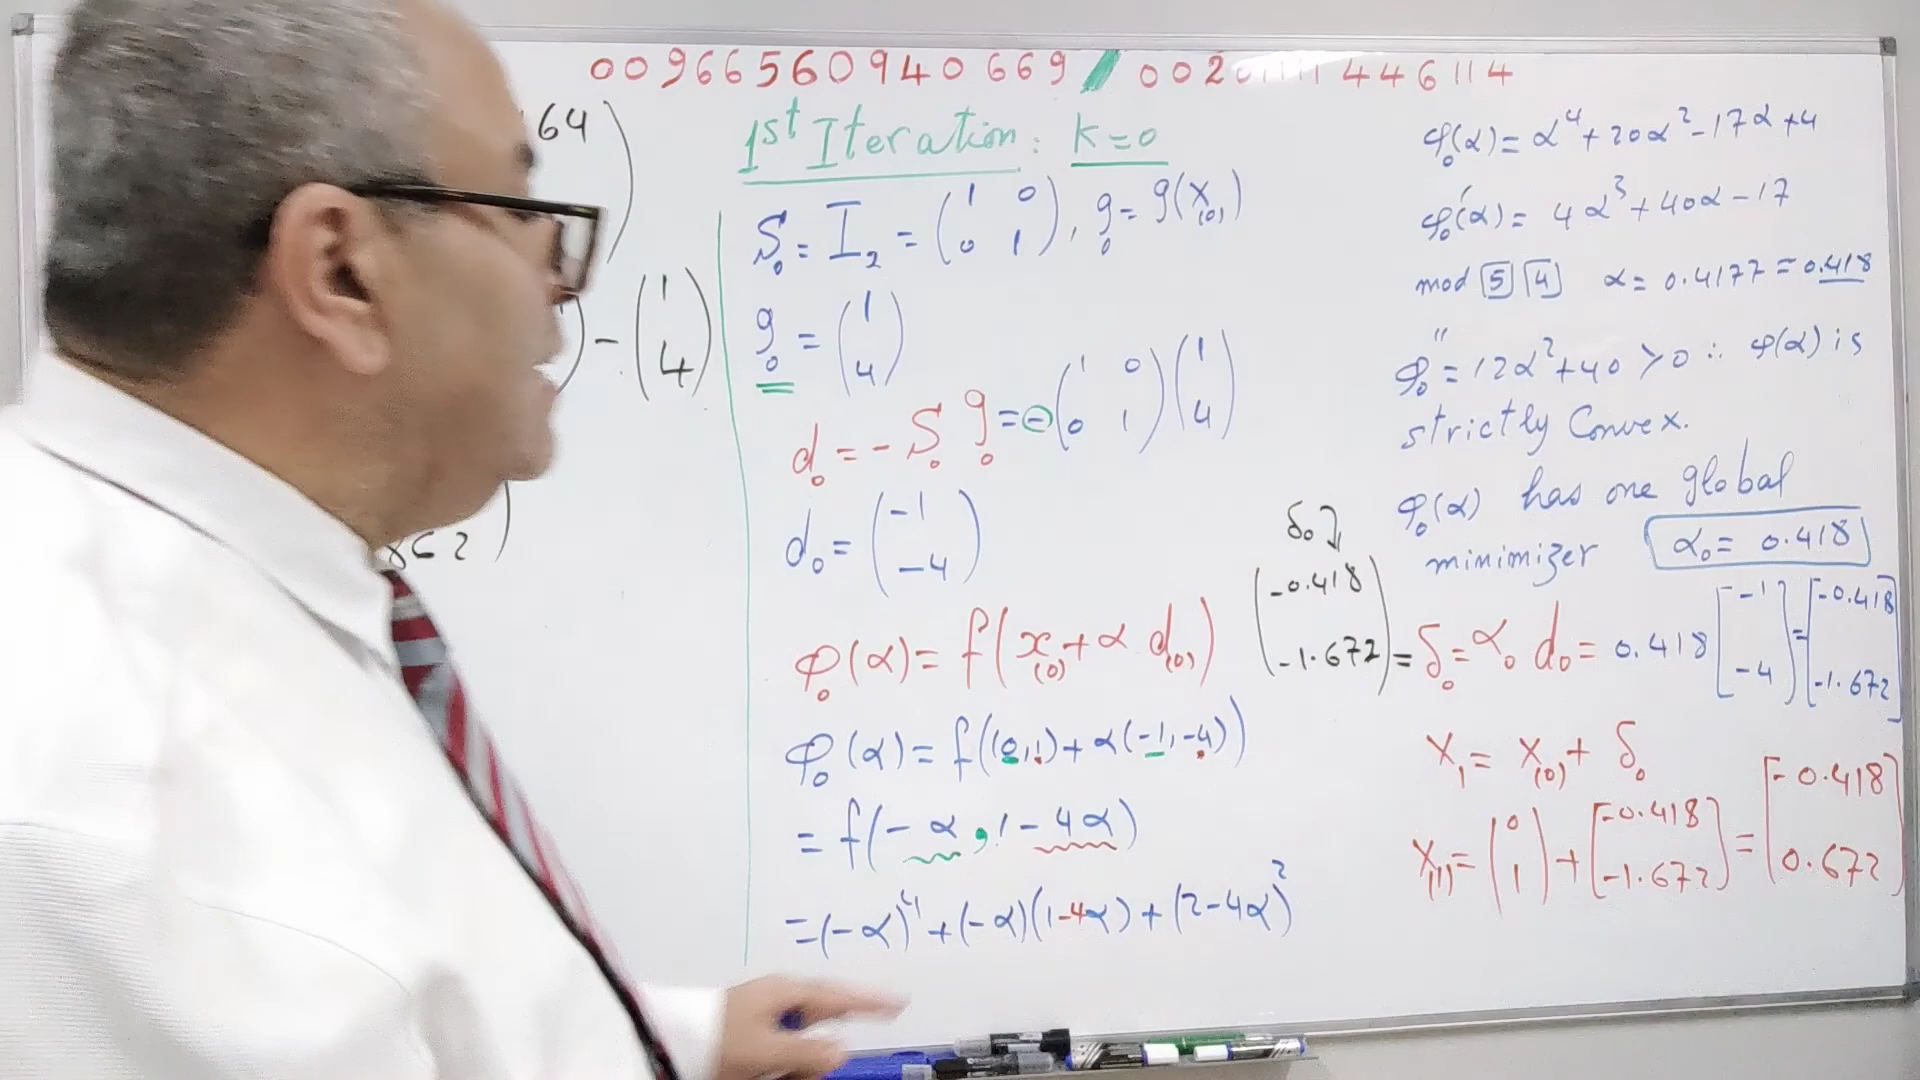 00966560940669 / 00201111446114
64
- ( 1 4 )
862 )
1st Iteration: K=0
S₀ = I₂ = ( 1 0 0 1 ), g₀ = g(x₍₀₎)
g₀ = ( 1 4 )
d₀ = - S₀ g₀ = - ( 1 0 0 1 ) ( 1 4 )
d₀ = ( -1 -4 )
φ₀(α) = f(x₍₀₎ + α d₍₀₎)
φ₀(α) = f((0,1) + α(-1,-4))
= f(-α, 1-4α)
= (-α)⁴ + (-α)(1-4α) + (2-4α)²
φ₀(α) = α⁴ + 20α² - 17α + 4
φ₀'(α) = 4α³ + 40α - 17
mod 5 4 α = 0.4177 = 0.418
φ₀'' = 12α² + 40 > 0 ∴ φ(α) is
strictly Convex.
φ₀(α) has one global
minimizer α₀ = 0.418
δ₀
( -0.418 -1.672 ) = δ₀ = α₀ d₀ = 0.418 [ -1 -4 ] = [ -0.418 -1.672 ]
X₁ = X₍₀₎ + δ₀
X₍₁₎ = ( 0 1 ) + [ -0.418 -1.672 ] = [ -0.418 0.672 ]